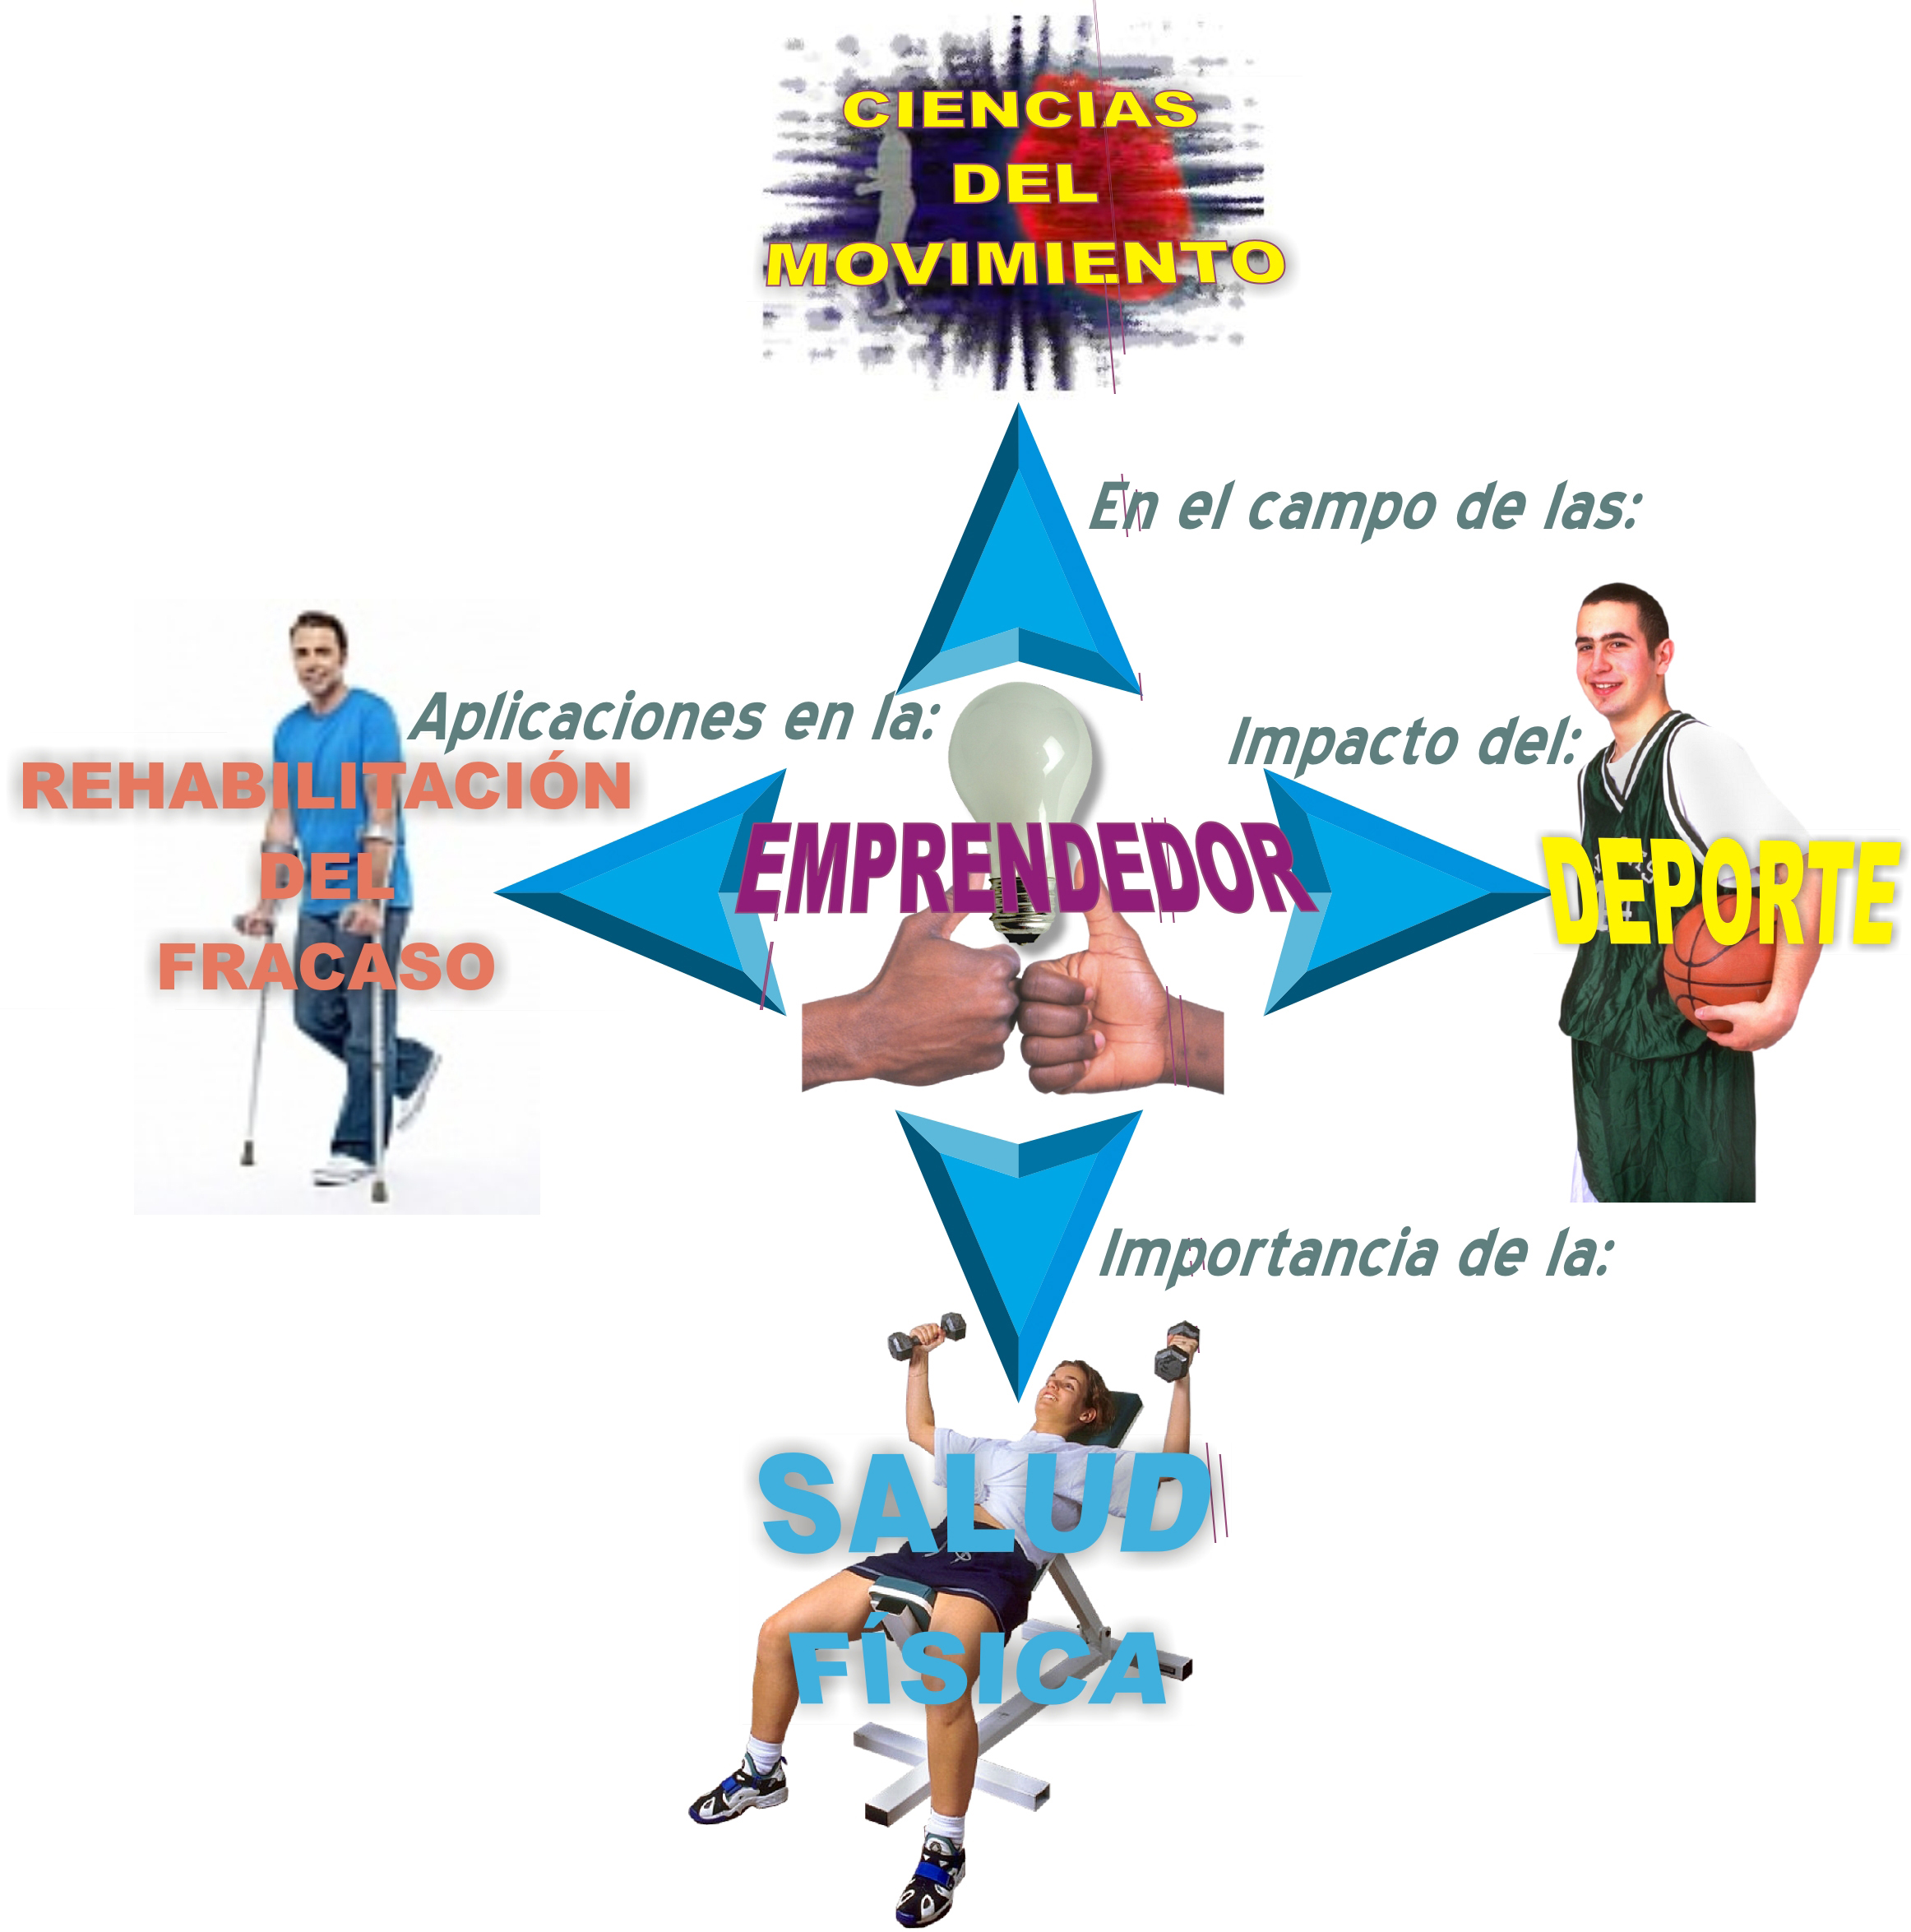 CIENCIAS
DEL
MOVIMIENTO
En el campo de las:
Aplicaciones en la:
REHABILITACIÓN
DEL
FRACASO
EMPRENDEDOR
Impacto del:
DEPORTE
Importancia de la:
SALUD
FÍSICA